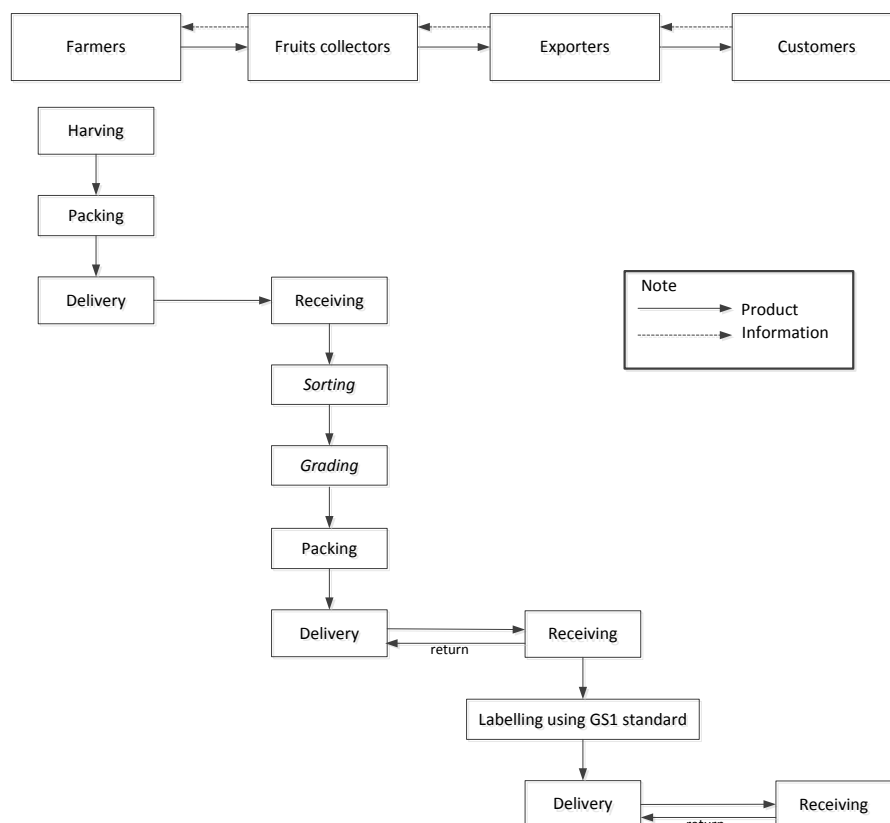 Farmers
Fruits collectors
Exporters
Customers
Harving
Packing
Delivery
Receiving
Note
Product
Information
Sorting
Grading
Packing
Delivery
return
Receiving
Labelling using GS1 standard
Delivery
return
Receiving